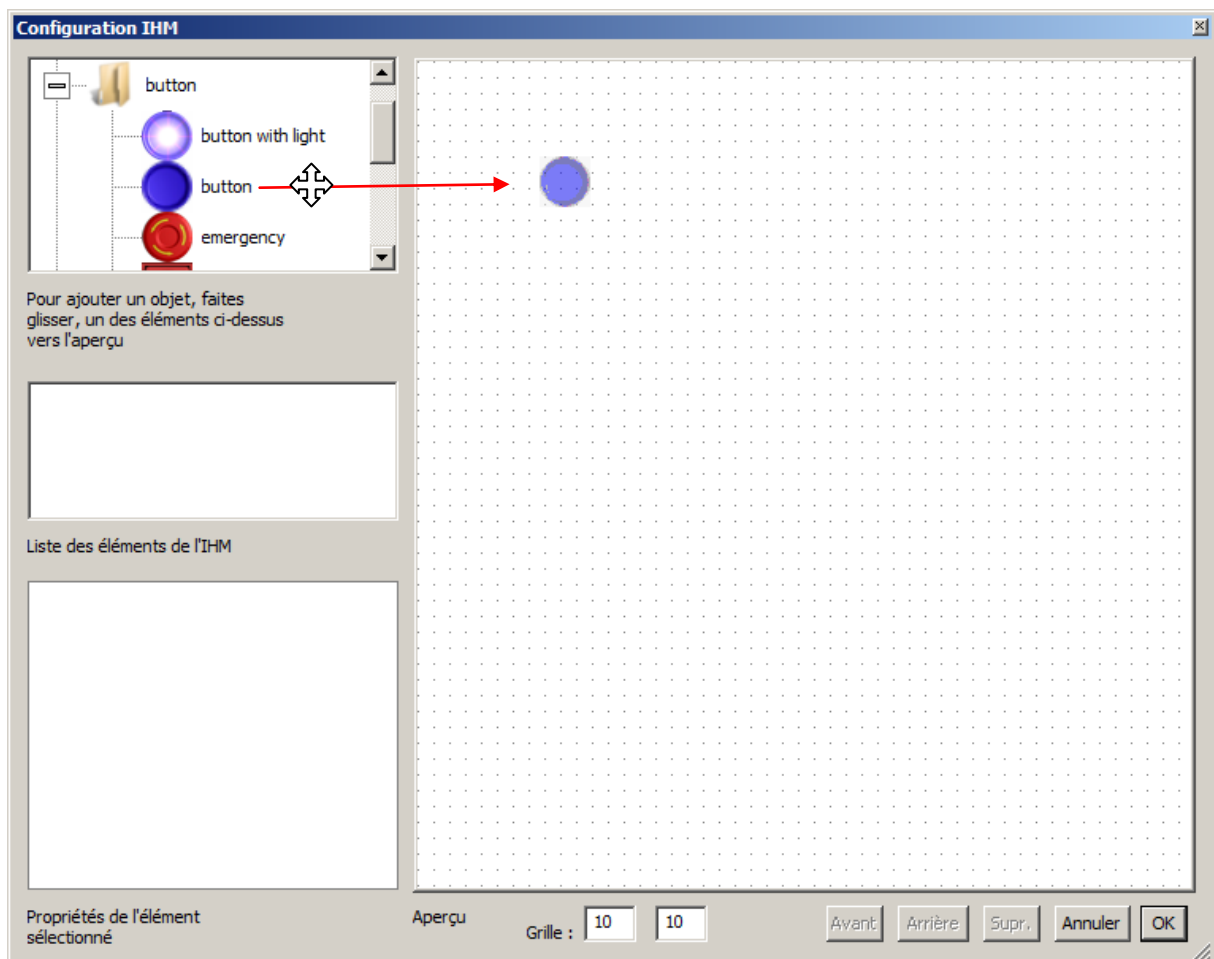 Configuration IHM
button
button with light
button
emergency
Pour ajouter un objet, faites
glisser, un des éléments ci-dessus
vers l'aperçu
Liste des éléments de l'IHM
Propriétés de l'élément
sélectionné
Aperçu
Grille : 10 10
Avant Arrière Supr. Annuler OK